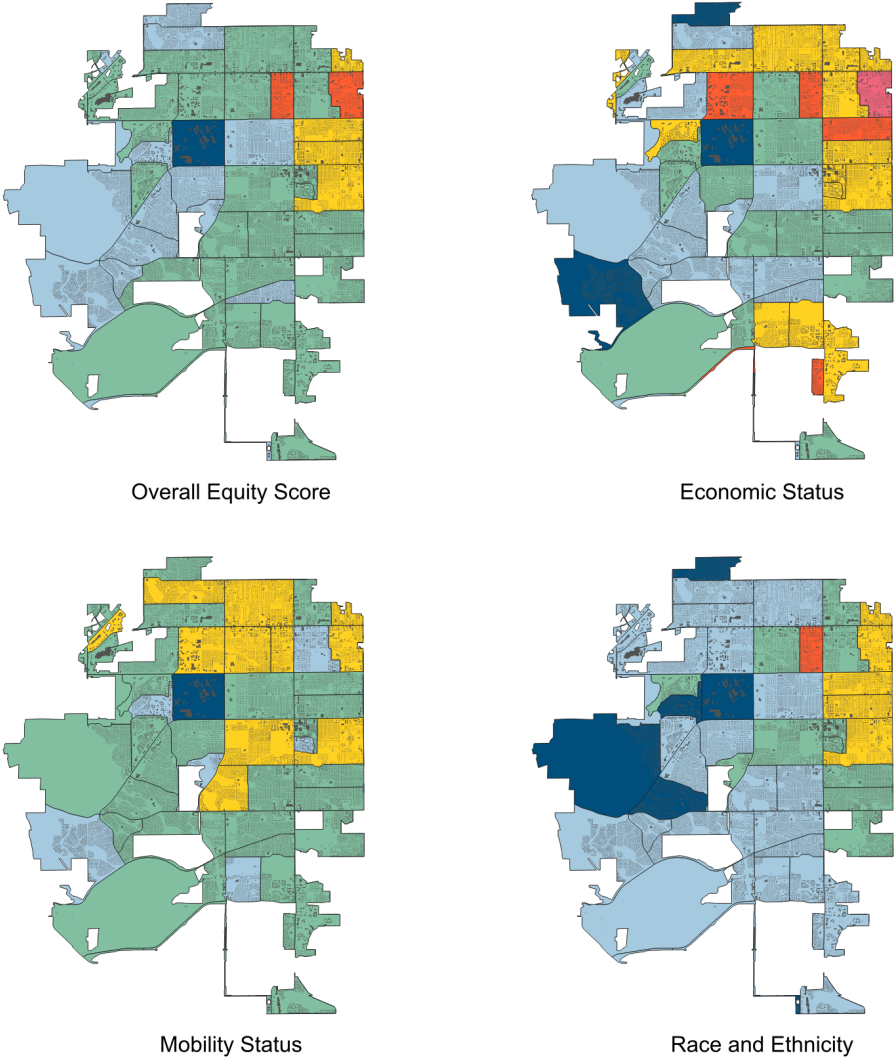 Overall Equity Score
Economic Status
Mobility Status
Race and Ethnicity